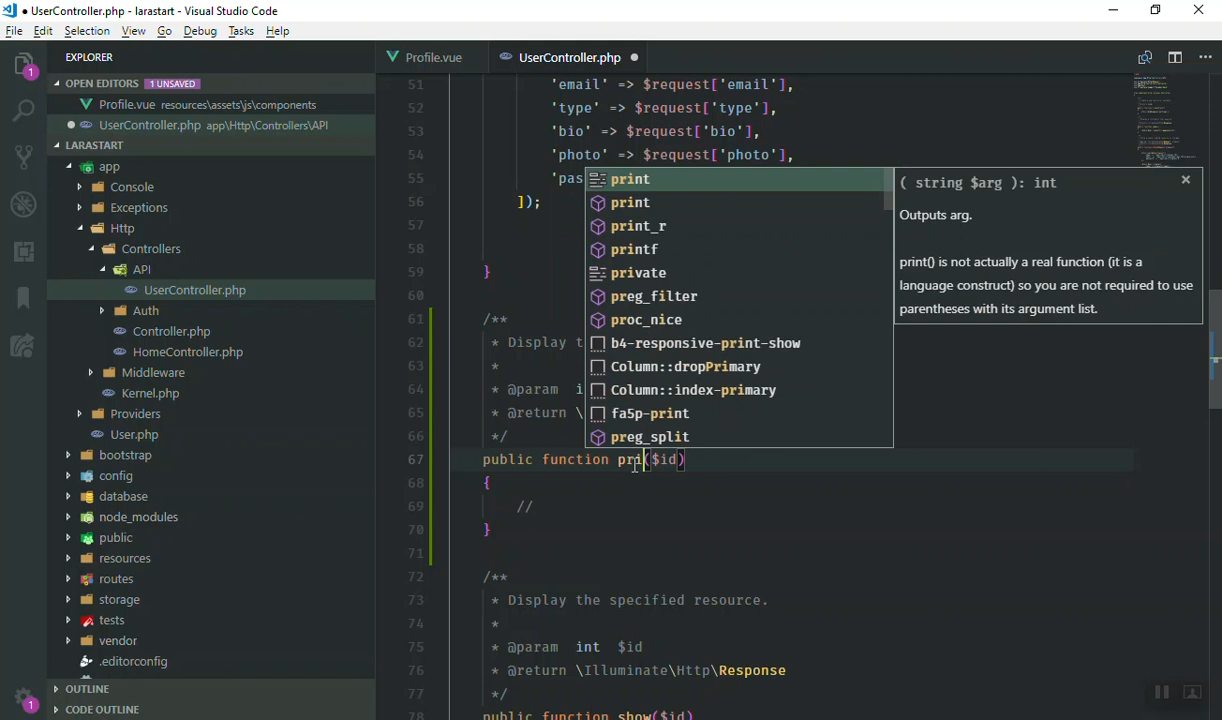 ● UserController.php - larastart - Visual Studio Code
File Edit Selection View Go Debug Tasks Help
EXPLORER
OPEN EDITORS 1 UNSAVED
Profile.vue resources\assets\js\components
UserController.php app\Http\Controllers\API
LARASTART
app
Console
Exceptions
Http
Controllers
API
UserController.php
Auth
Controller.php
HomeController.php
Middleware
Kernel.php
Providers
User.php
bootstrap
config
database
node_modules
public
resources
routes
storage
tests
vendor
.editorconfig
OUTLINE
CODE OUTLINE
1
1
Profile.vue
UserController.php
51 'email' => $request['email'],
52 'type' => $request['type'],
53 'bio' => $request['bio'],
54 'photo' => $request['photo'],
55 'pas
56 ]);
57
58
59 }
60
61 /**
62 * Display t
63 *
64 * @param i
65 * @return \
66 */
67 public function pri($id)
68 {
69 //
70 }
71
72 /**
73 * Display the specified resource.
74 *
75 * @param int $id
76 * @return \Illuminate\Http\Response
77 */
78 public function show($id)
print
print
print_r
printf
private
preg_filter
proc_nice
b4-responsive-print-show
Column::dropPrimary
Column::index-primary
fa5p-print
preg_split
( string $arg ): int
Outputs arg.
print() is not actually a real function (it is a
language construct) so you are not required to use
parentheses with its argument list.